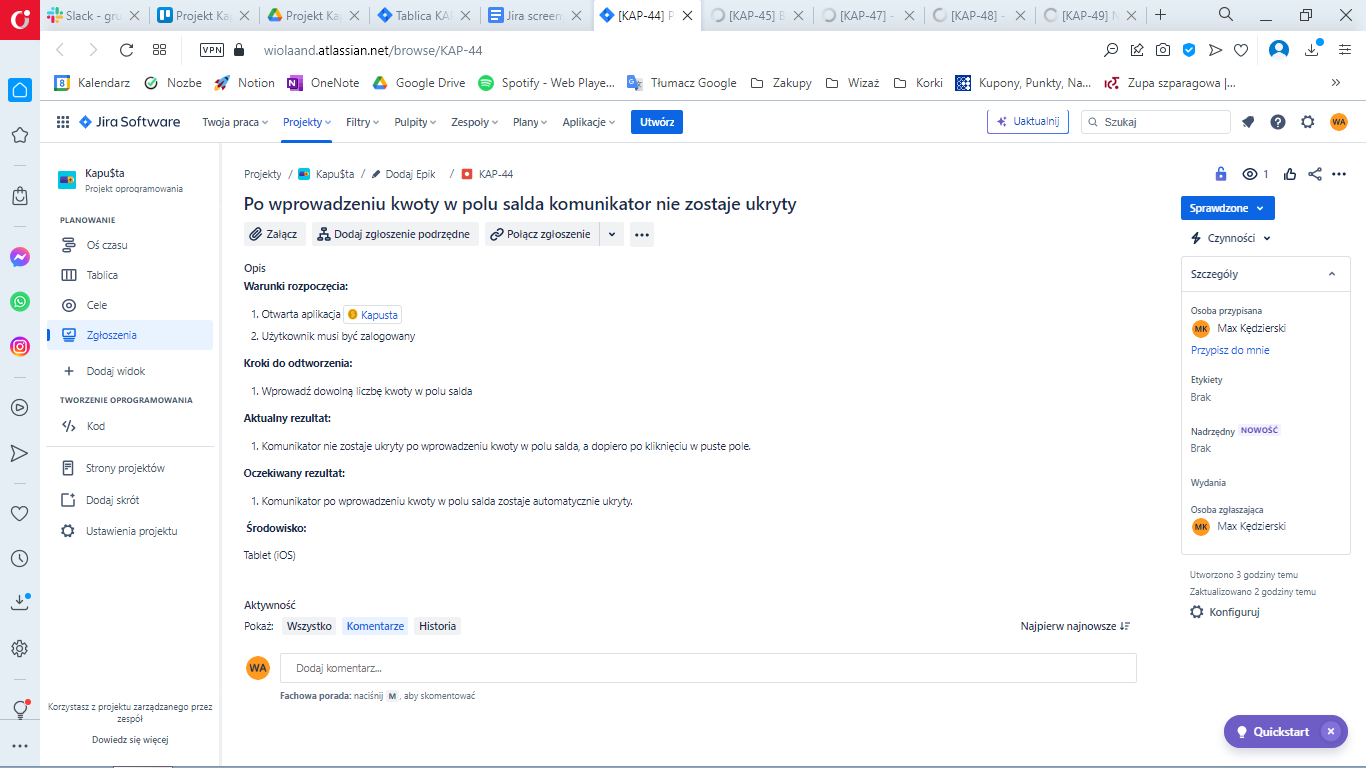 Slack - gru
Projekt Kap
Projekt Kap
Tablica KAP
Jira screen
[KAP-44] P
[KAP-45] B
[KAP-47] -
[KAP-48] -
[KAP-49] N
VPN wiolaand.atlassian.net/browse/KAP-44
Kalendarz Nozbe Notion OneNote Google Drive Spotify - Web Playe... Tłumacz Google Zakupy Wizaż Korki Kupony, Punkty, Na... Zupa szparagowa |...
Jira Software Twoja praca Projekty Filtry Pulpity Zespoły Plany Aplikacje Utwórz Uaktualnij Szukaj WA
Kapu$ta
Projekt oprogramowania
PLANOWANIE
Oś czasu
Tablica
Cele
Zgłoszenia
Dodaj widok
TWORZENIE OPROGRAMOWANIA
Kod
Strony projektów
Dodaj skrót
Ustawienia projektu
Korzystasz z projektu zarządzanego przez
zespół
Dowiedz się więcej
Projekty / Kapu$ta / Dodaj Epik / KAP-44
Po wprowadzeniu kwoty w polu salda komunikator nie zostaje ukryty
Załącz Dodaj zgłoszenie podrzędne Połącz zgłoszenie
Opis
Warunki rozpoczęcia:
1. Otwarta aplikacja Kapusta
2. Użytkownik musi być zalogowany
Kroki do odtworzenia:
1. Wprowadź dowolną liczbę kwoty w polu salda
Aktualny rezultat:
1. Komunikator nie zostaje ukryty po wprowadzeniu kwoty w polu salda, a dopiero po kliknięciu w puste pole.
Oczekiwany rezultat:
1. Komunikator po wprowadzeniu kwoty w polu salda zostaje automatycznie ukryty.
Środowisko:
Tablet (iOS)
Aktywność
Pokaż: Wszystko Komentarze Historia Najpierw najnowsze
WA Dodaj komentarz...
Fachowa porada: naciśnij M, aby skomentować
1
Sprawdzone
Czynności
Szczegóły
Osoba przypisana
MK Max Kędzierski
Przypisz do mnie
Etykiety
Brak
Nadrzędny NOWOŚĆ
Brak
Wydania
Osoba zgłaszająca
MK Max Kędzierski
Utworzono 3 godziny temu
Zaktualizowano 2 godziny temu
Konfiguruj
Quickstart